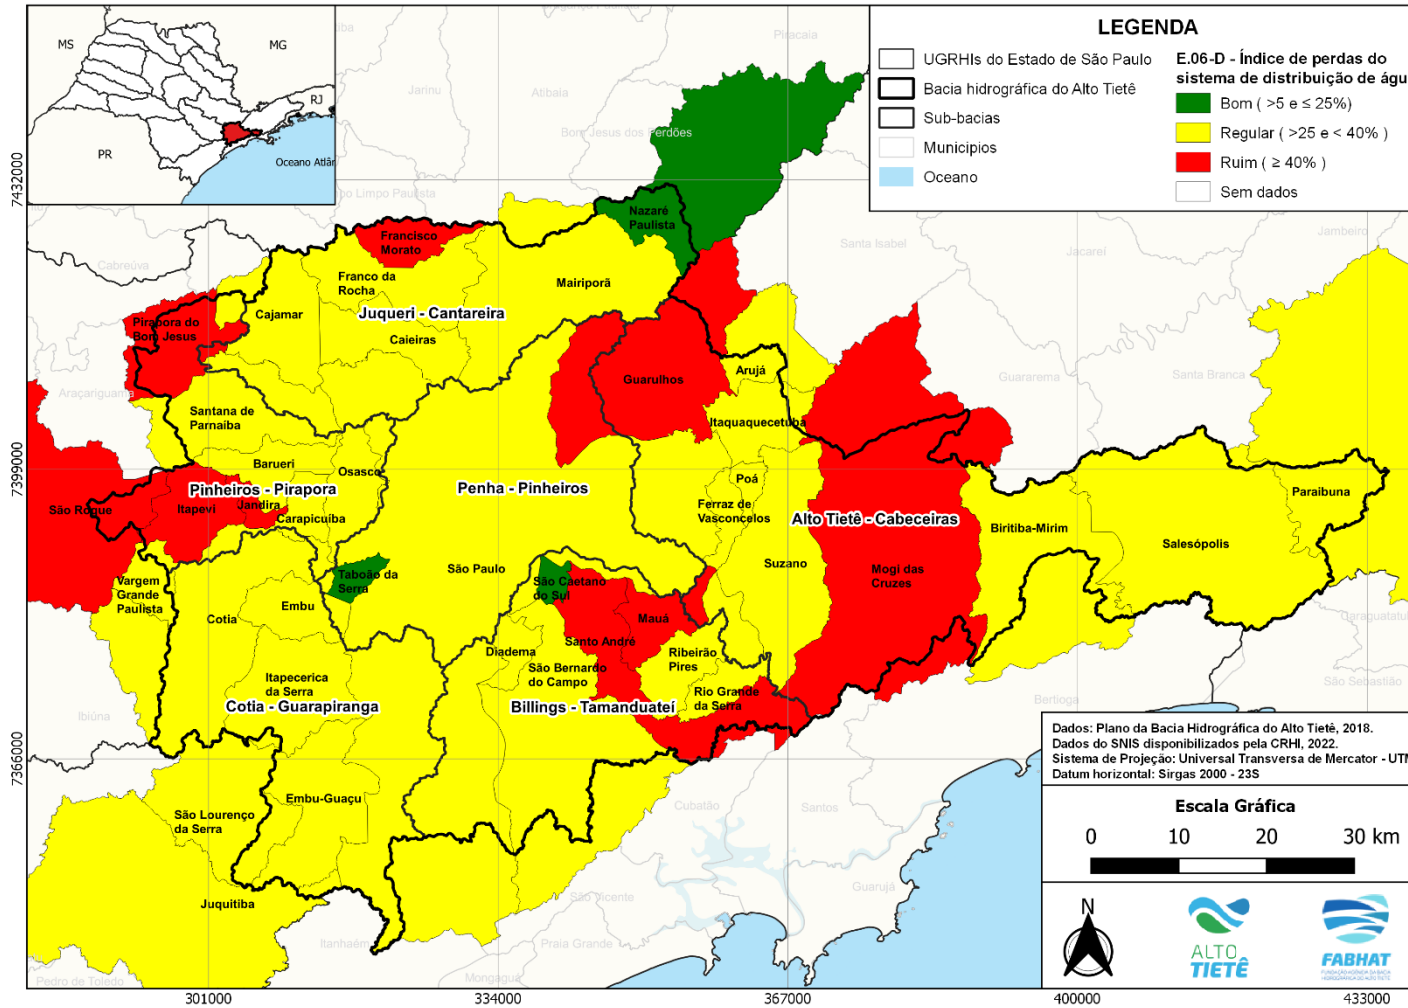 MS
MG
RJ
PR
Oceano Atlân
LEGENDA
UGRHIs do Estado de São Paulo
Bacia hidrográfica do Alto Tietê
Sub-bacias
Municipios
Oceano
E.06-D - Índice de perdas do
sistema de distribuição de águ
Bom ( >5 e ≤ 25%)
Regular ( >25 e < 40% )
Ruim ( ≥ 40% )
Sem dados
Piracaia
Jarinu
Atibaia
Bom Jesus dos Perdões
po Limpo Paulista
Cabreúva
Santa Isabel
Jacareí
Jambeiro
Araçariguama
Guararema
Santa Branca
Ibiúna
Bertioga
São Sebastião
Caraguatatub
Cubatão
Santos
Guarujá
São Vicente
Praia Grande
Itanhaém
Mongaguá
Pedro de Toledo
7432000
7399000
7366000
Nazaré
Paulista
Francisco
Morato
Franco da
Rocha
Mairiporã
Cajamar
Juqueri - Cantareira
Pirapora do
Bom Jesus
Caieiras
Guarulhos
Arujá
Santana de
Parnaiba
Itaquaquecetuba
Barueri
Osasco
Poá
Pinheiros - Pirapora
Penha - Pinheiros
Paraibuna
São Roque
Itapevi
Jandira
Carapicuíba
Ferraz de
Vasconcelos
Alto Tietê - Cabeceiras
Biritiba-Mirim
Salesópolis
Taboão da
Serra
São Paulo
São Caetano
do Sul
Suzano
Mogi das
Cruzes
Vargem
Grande
Paulista
Embu
Cotia
Mauá
Santo André
Diadema
Ribeirão
Pires
São Bernardo
do Campo
Itapecerica
da Serra
Rio Grande
da Serra
Cotia - Guarapiranga
Billings - Tamanduateí
Embu-Guaçu
São Lourenço
da Serra
Juquitiba
Dados: Plano da Bacia Hidrográfica do Alto Tietê, 2018.
Dados do SNIS disponibilizados pela CRHI, 2022.
Sistema de Projeção: Universal Transversa de Mercator - UTM
Datum horizontal: Sirgas 2000 - 23S
Escala Gráfica
0 10 20 30 km
N
ALTO
TIETÊ
FABHAT
301000 334000 367000 400000 433000